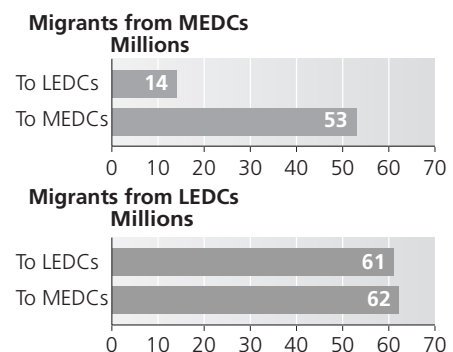 Migrants from MEDCs
Millions
To LEDCs 14
To MEDCs 53
0 10 20 30 40 50 60 70
Migrants from LEDCs
Millions
To LEDCs 61
To MEDCs 62
0 10 20 30 40 50 60 70